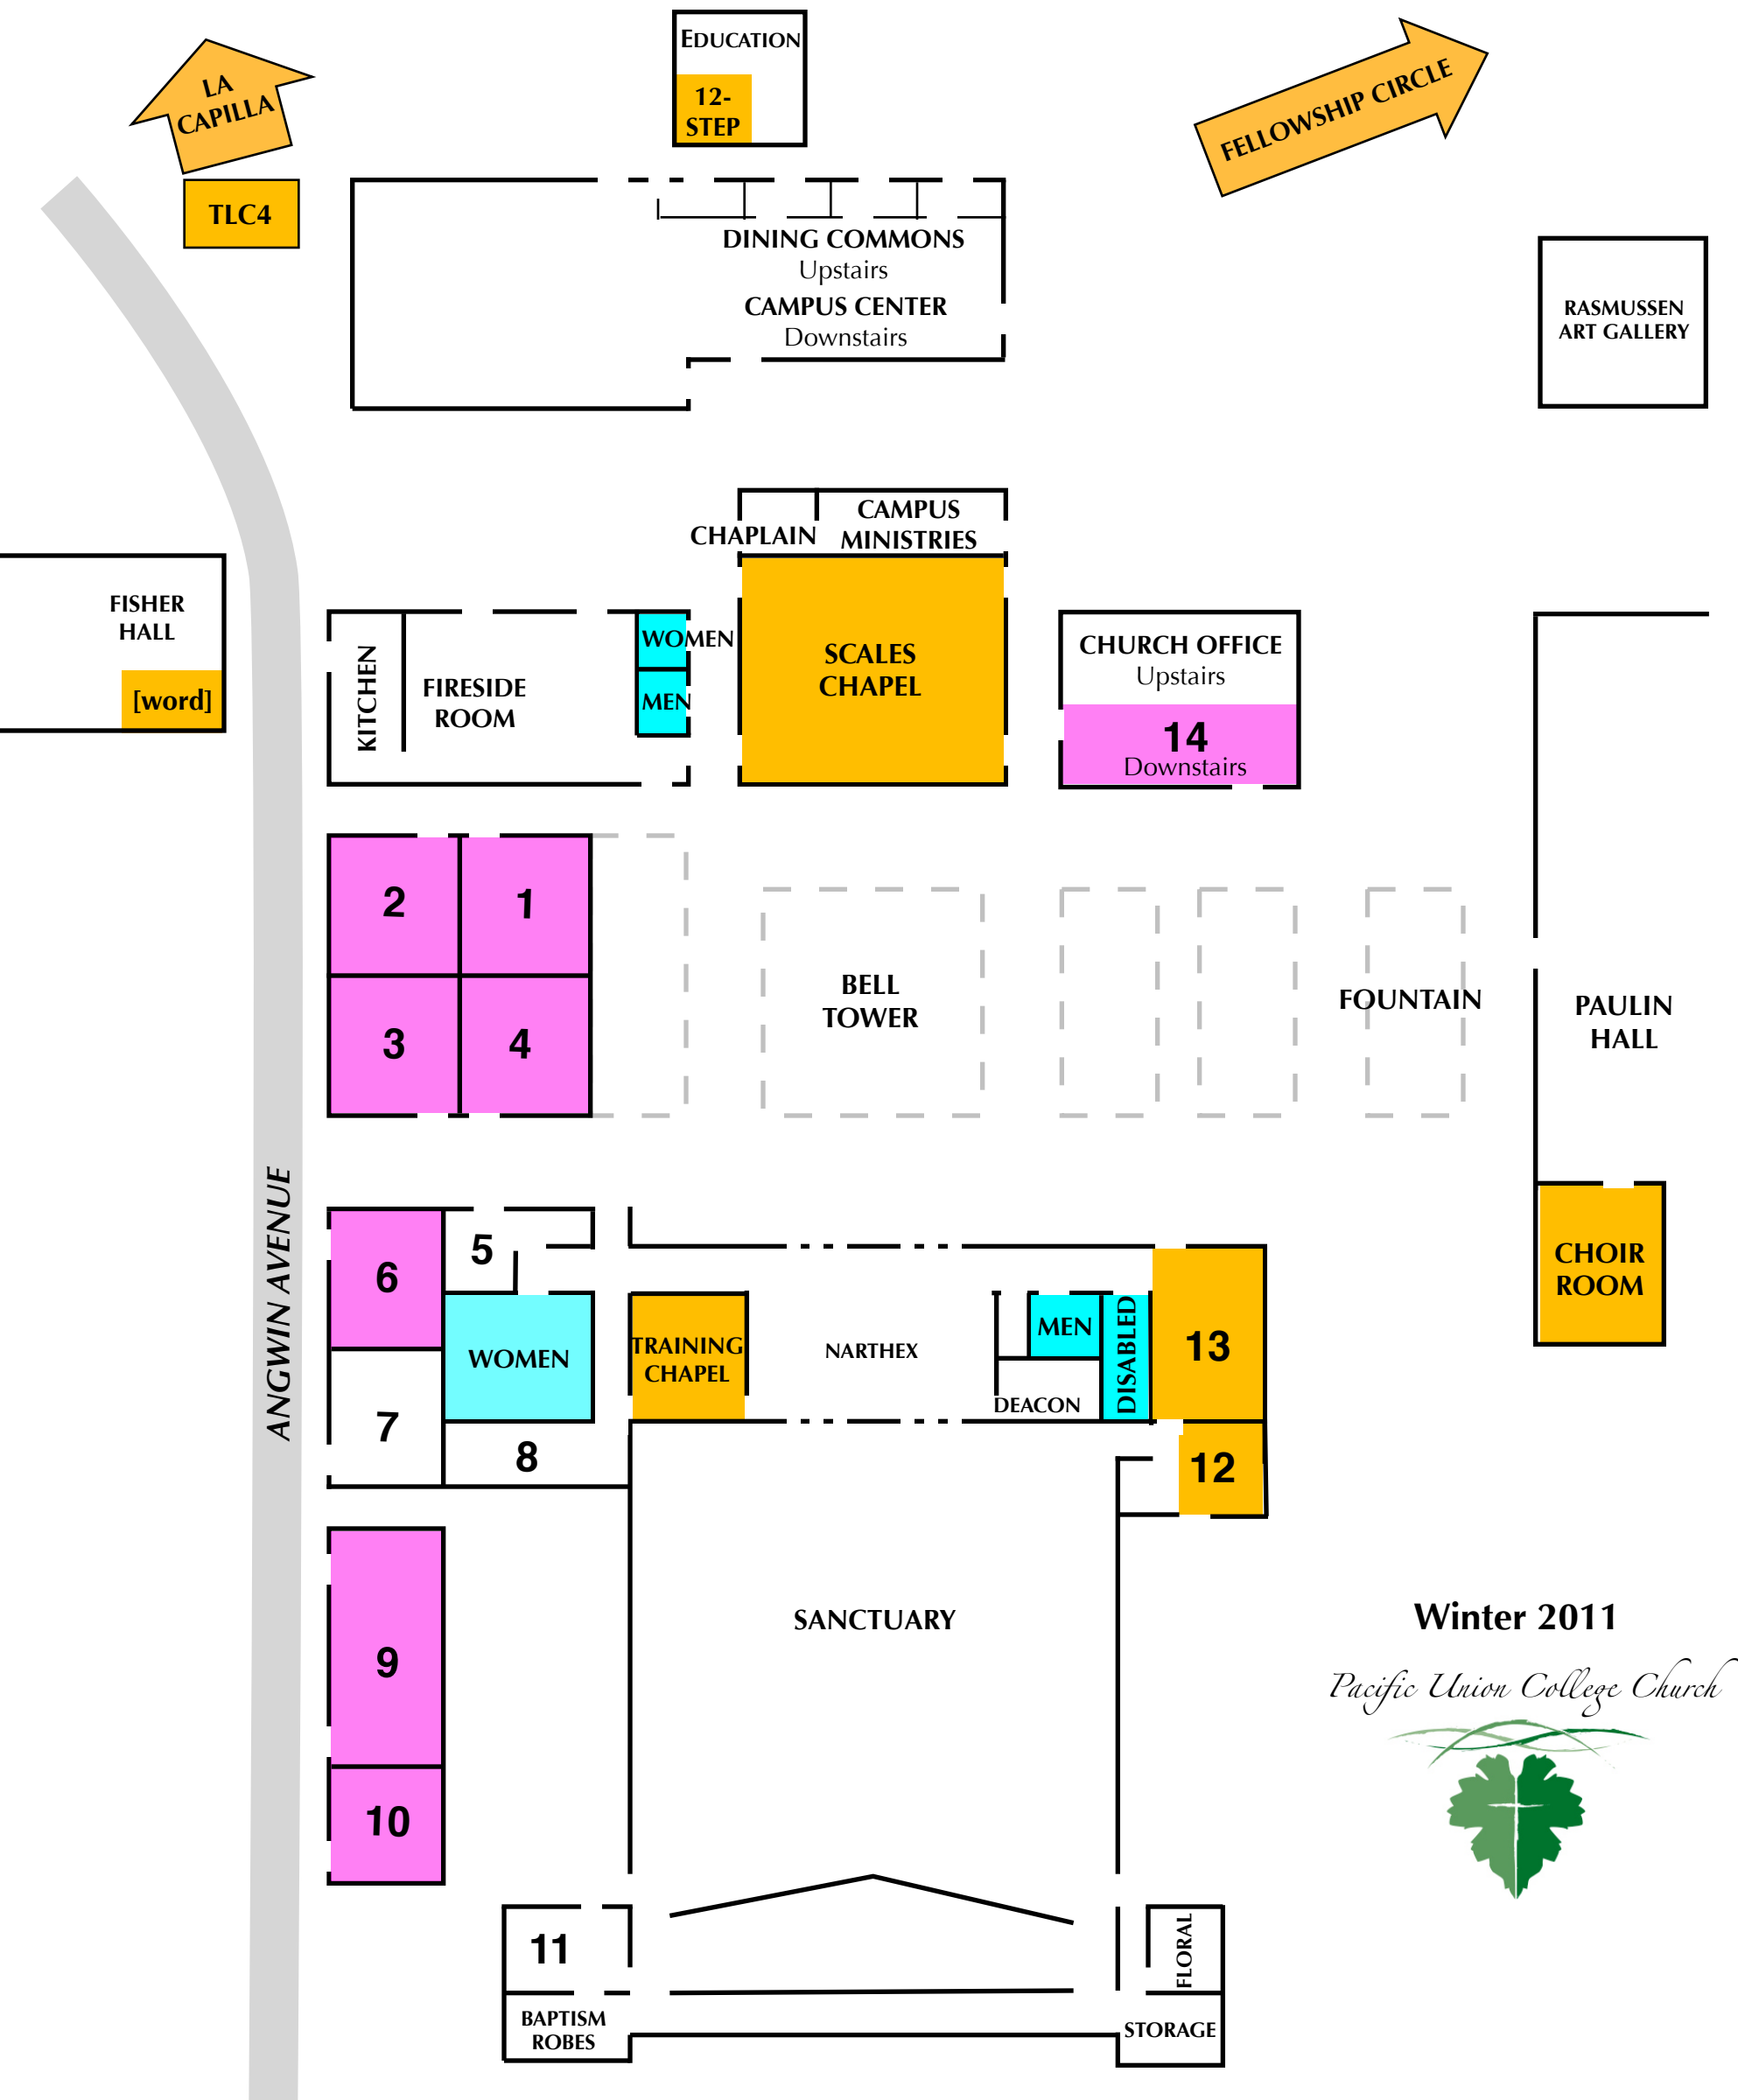 EDUCATION
12-
STEP
LA
CAPILLA
FELLOWSHIP CIRCLE
TLC4
DINING COMMONS
Upstairs
CAMPUS CENTER
Downstairs
RASMUSSEN
ART GALLERY
CHAPLAIN
CAMPUS
MINISTRIES
FISHER
HALL
[word]
KITCHEN
FIRESIDE
ROOM
WOMEN
MEN
SCALES
CHAPEL
CHURCH OFFICE
Upstairs
14
Downstairs
2
1
3
4
BELL
TOWER
FOUNTAIN
PAULIN
HALL
ANGWIN AVENUE
6
5
WOMEN
7
8
TRAINING
CHAPEL
NARTHEX
MEN
DEACON
DISABLED
13
12
CHOIR
ROOM
9
10
SANCTUARY
Winter 2011
Pacific Union College Church
11
BAPTISM
ROBES
FLORAL
STORAGE